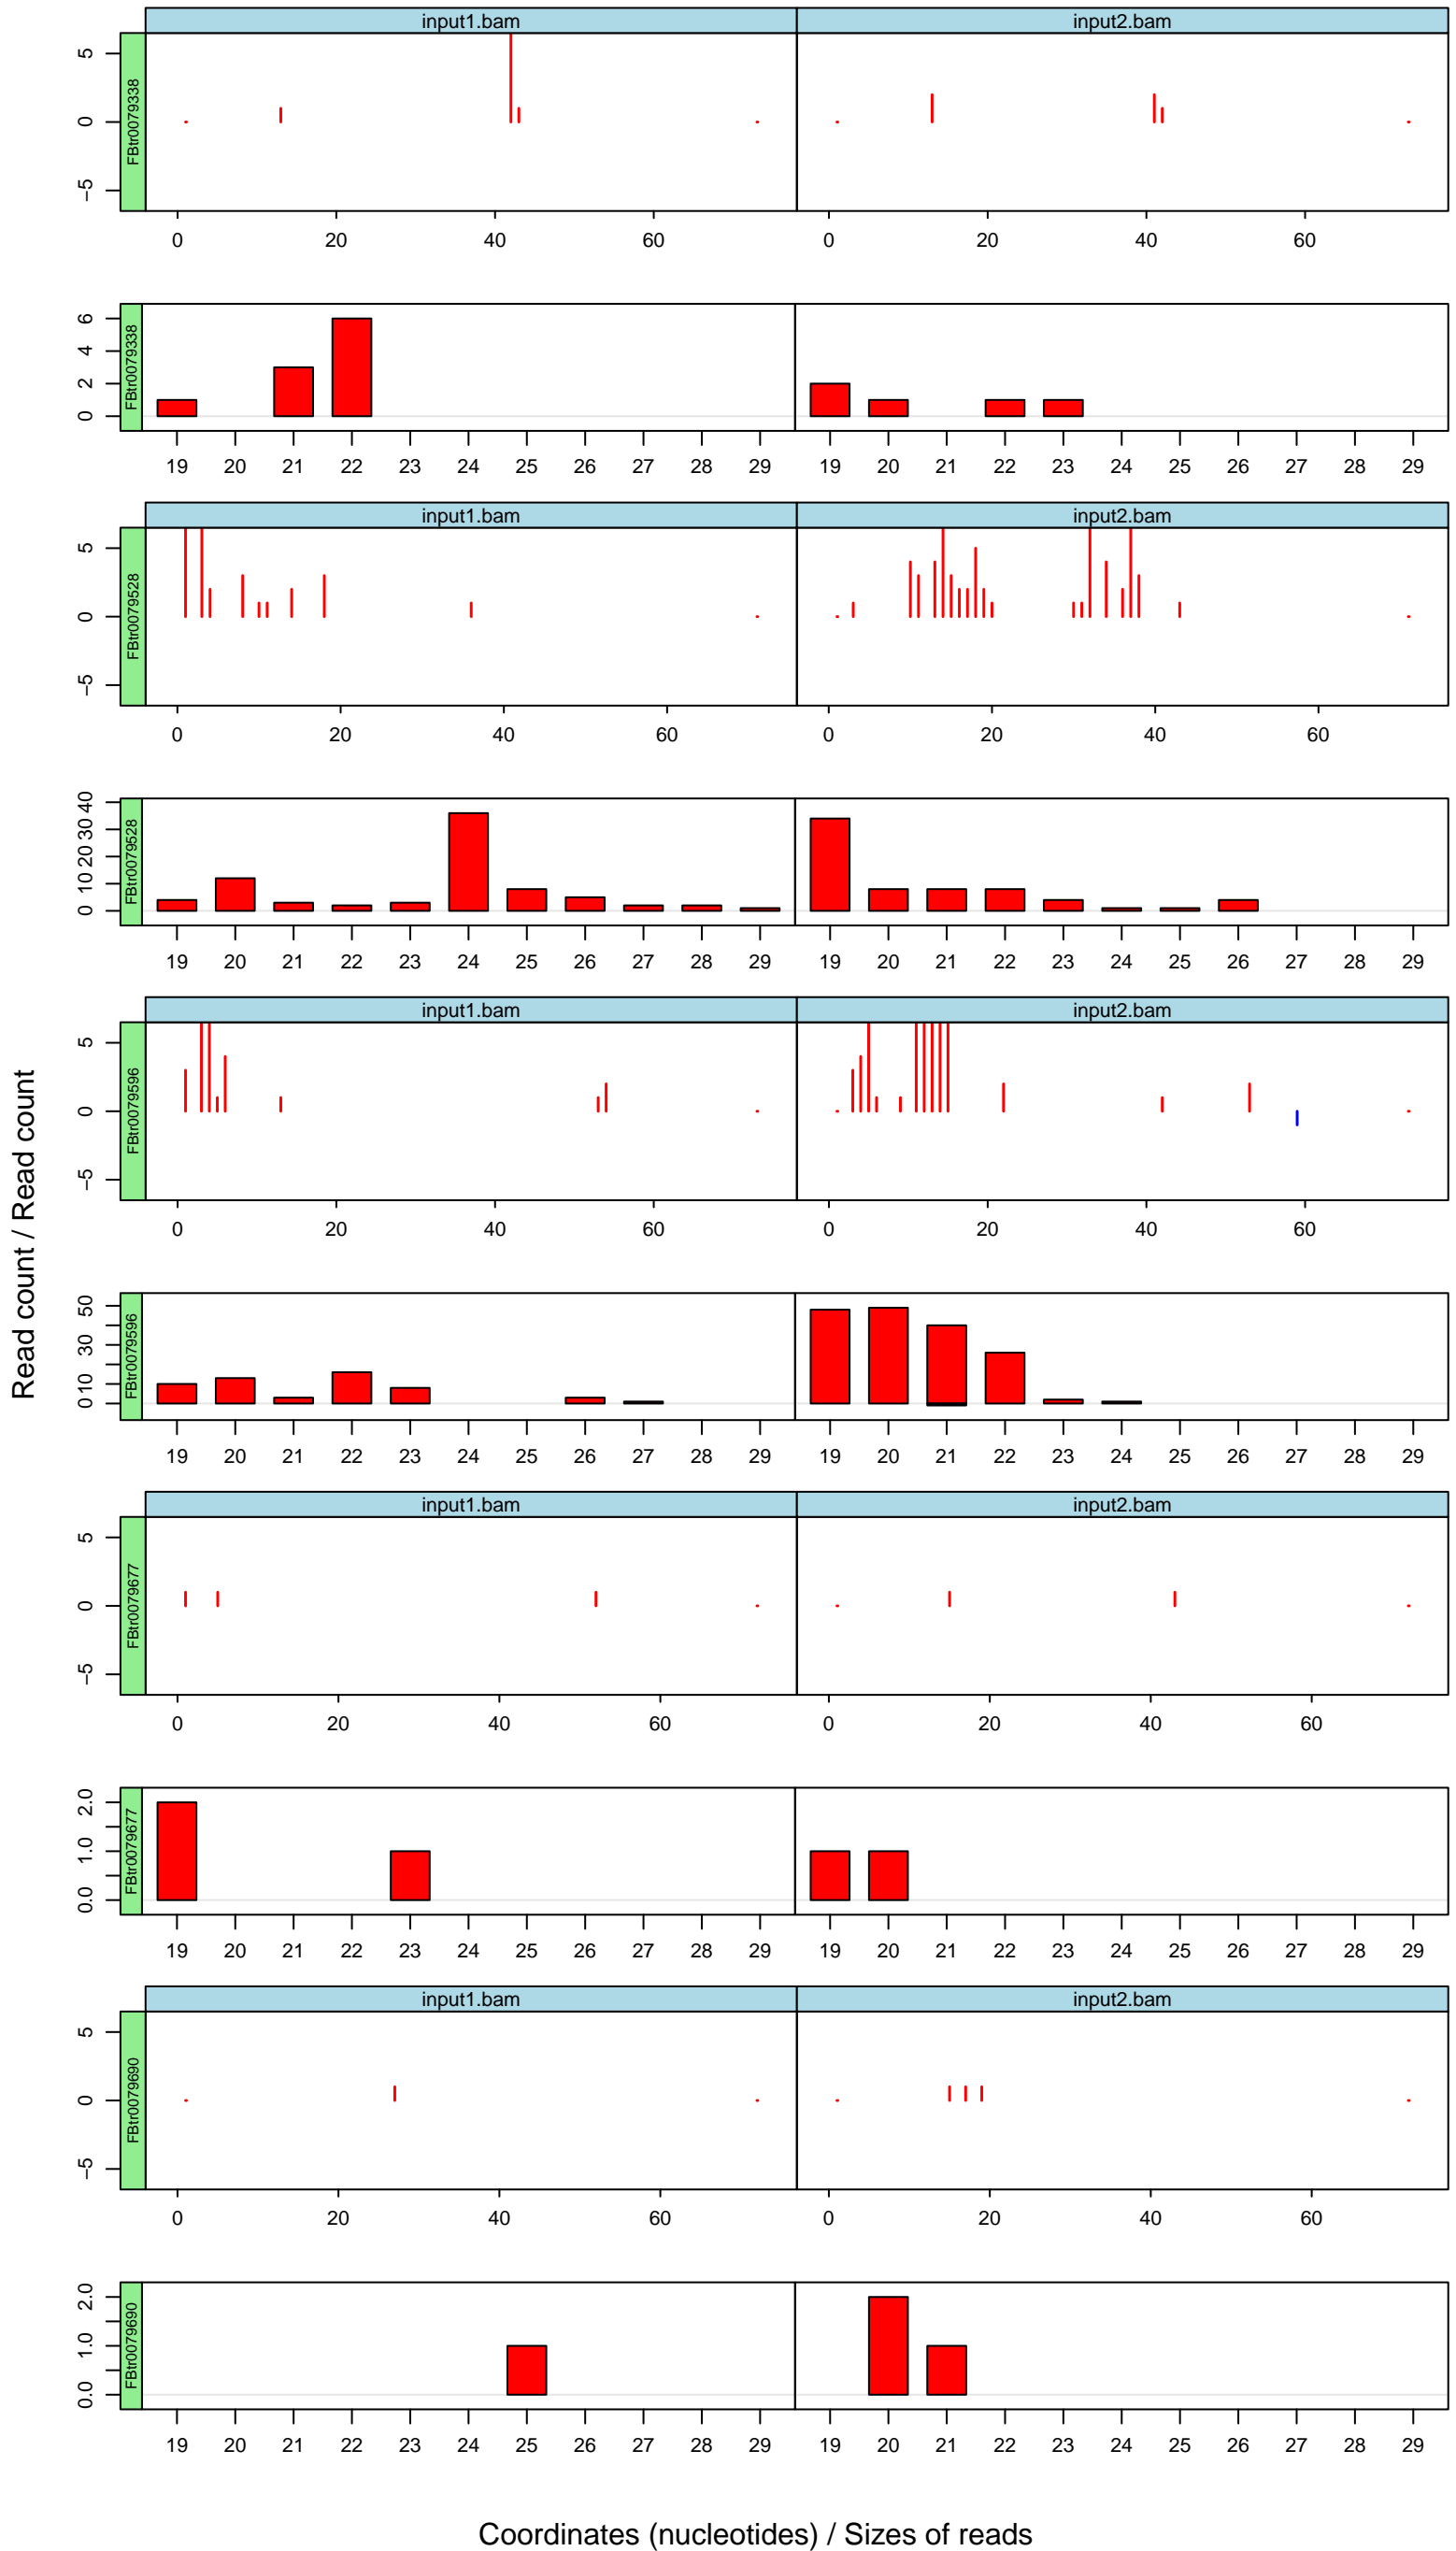 input1.bam input2.bam
FBtr0079338
5
0
−5
0 20 40 60 0 20 40 60
FBtr0079338
6
4
2
0
19 20 21 22 23 24 25 26 27 28 29 19 20 21 22 23 24 25 26 27 28 29
input1.bam input2.bam
FBtr0079528
5
0
−5
0 20 40 60 0 20 40 60
FBtr0079528
40
30
20
10
0
19 20 21 22 23 24 25 26 27 28 29 19 20 21 22 23 24 25 26 27 28 29
input1.bam input2.bam
FBtr0079596
5
0
−5
0 20 40 60 0 20 40 60
Read count / Read count
FBtr0079596
50
30
10
0
19 20 21 22 23 24 25 26 27 28 29 19 20 21 22 23 24 25 26 27 28 29
input1.bam input2.bam
FBtr0079677
5
0
−5
0 20 40 60 0 20 40 60
FBtr0079677
2.0
1.0
0.0
19 20 21 22 23 24 25 26 27 28 29 19 20 21 22 23 24 25 26 27 28 29
input1.bam input2.bam
FBtr0079690
5
0
−5
0 20 40 60 0 20 40 60
FBtr0079690
2.0
1.0
0.0
19 20 21 22 23 24 25 26 27 28 29 19 20 21 22 23 24 25 26 27 28 29
Coordinates (nucleotides) / Sizes of reads